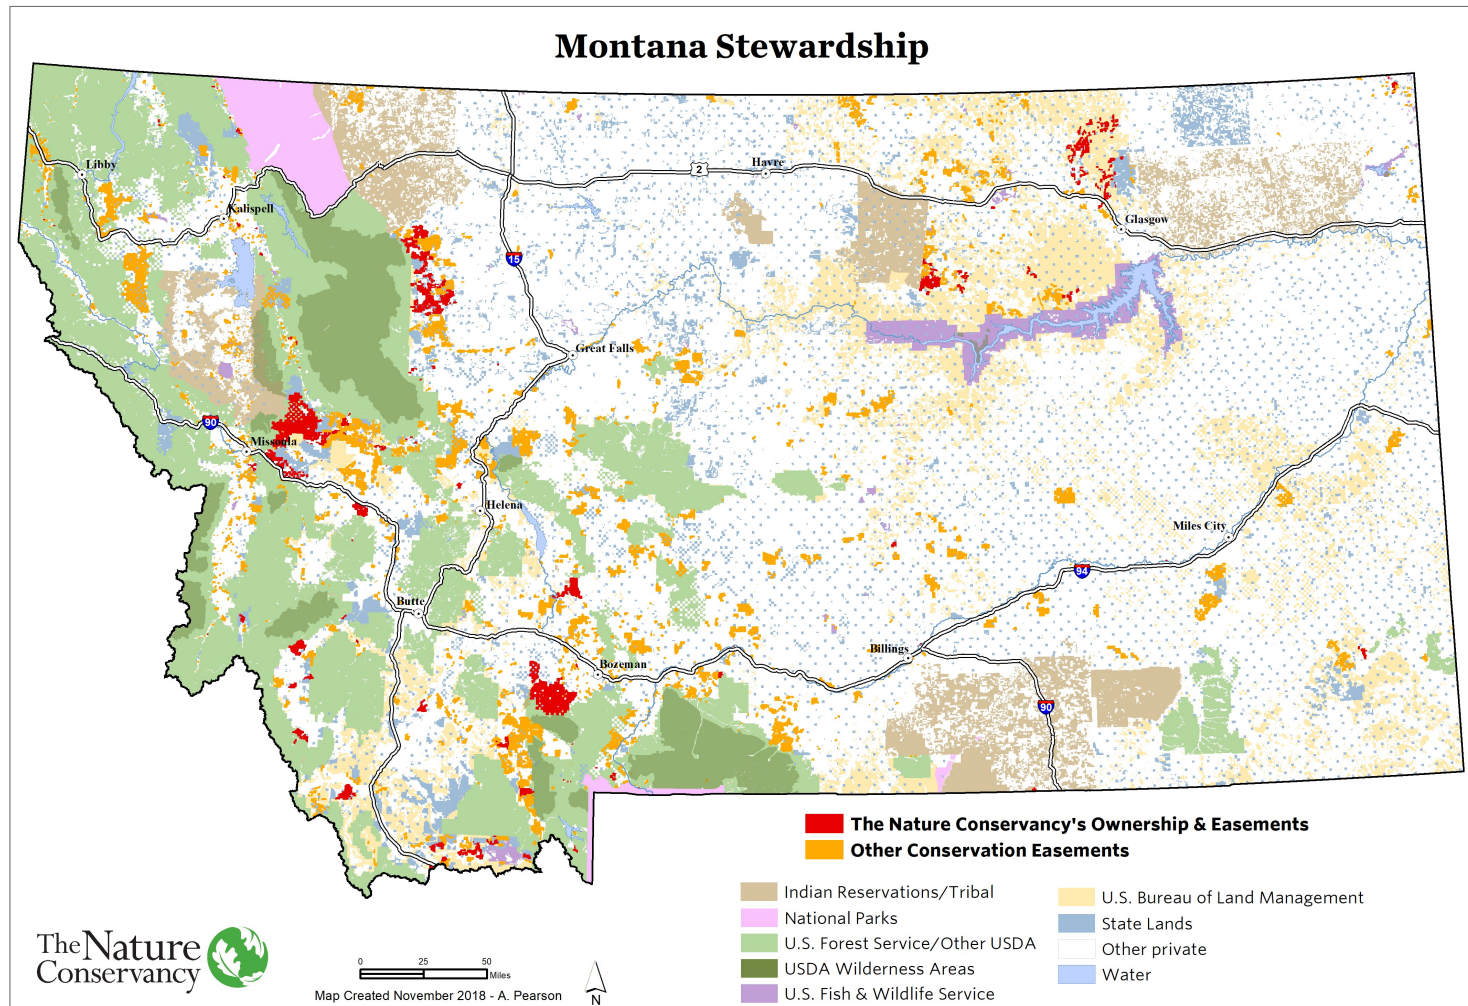 Montana Stewardship
Libby
Kalispell
2
Havre
Glasgow
15
Great Falls
90
Missoula
Helena
Miles City
94
Butte
Billings
Bozeman
90
The Nature Conservancy's Ownership & Easements
Other Conservation Easements
Indian Reservations/Tribal
National Parks
U.S. Forest Service/Other USDA
USDA Wilderness Areas
U.S. Fish & Wildlife Service
U.S. Bureau of Land Management
State Lands
Other private
Water
The Nature
Conservancy
0 25 50
Miles
Map Created November 2018 - A. Pearson
N